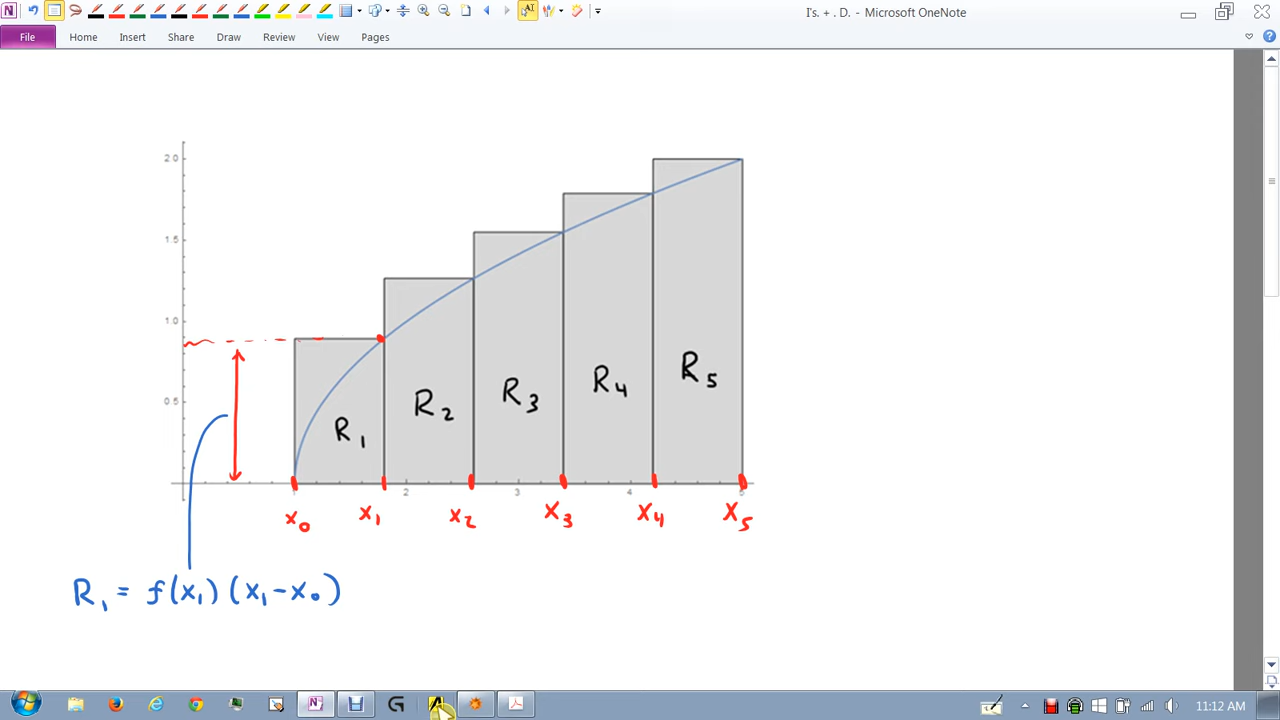 I's. + . D. - Microsoft OneNote
File Home Insert Share Draw Review View Pages
2.0
1.5
1.0
0.5
R₁ R₂ R₃ R₄ R₅
1 2 3 4 5
x₀ x₁ x₂ x₃ x₄ x₅
R₁ = f(x₁)(x₁-x₀)
11:12 AM